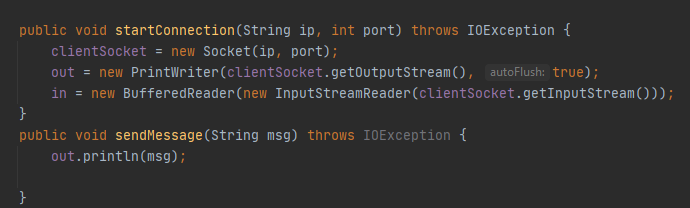 public void startConnection(String ip, int port) throws IOException {
    clientSocket = new Socket(ip, port);
    out = new PrintWriter(clientSocket.getOutputStream(), autoFlush: true);
    in = new BufferedReader(new InputStreamReader(clientSocket.getInputStream()));
}
public void sendMessage(String msg) throws IOException {
    out.println(msg);
}